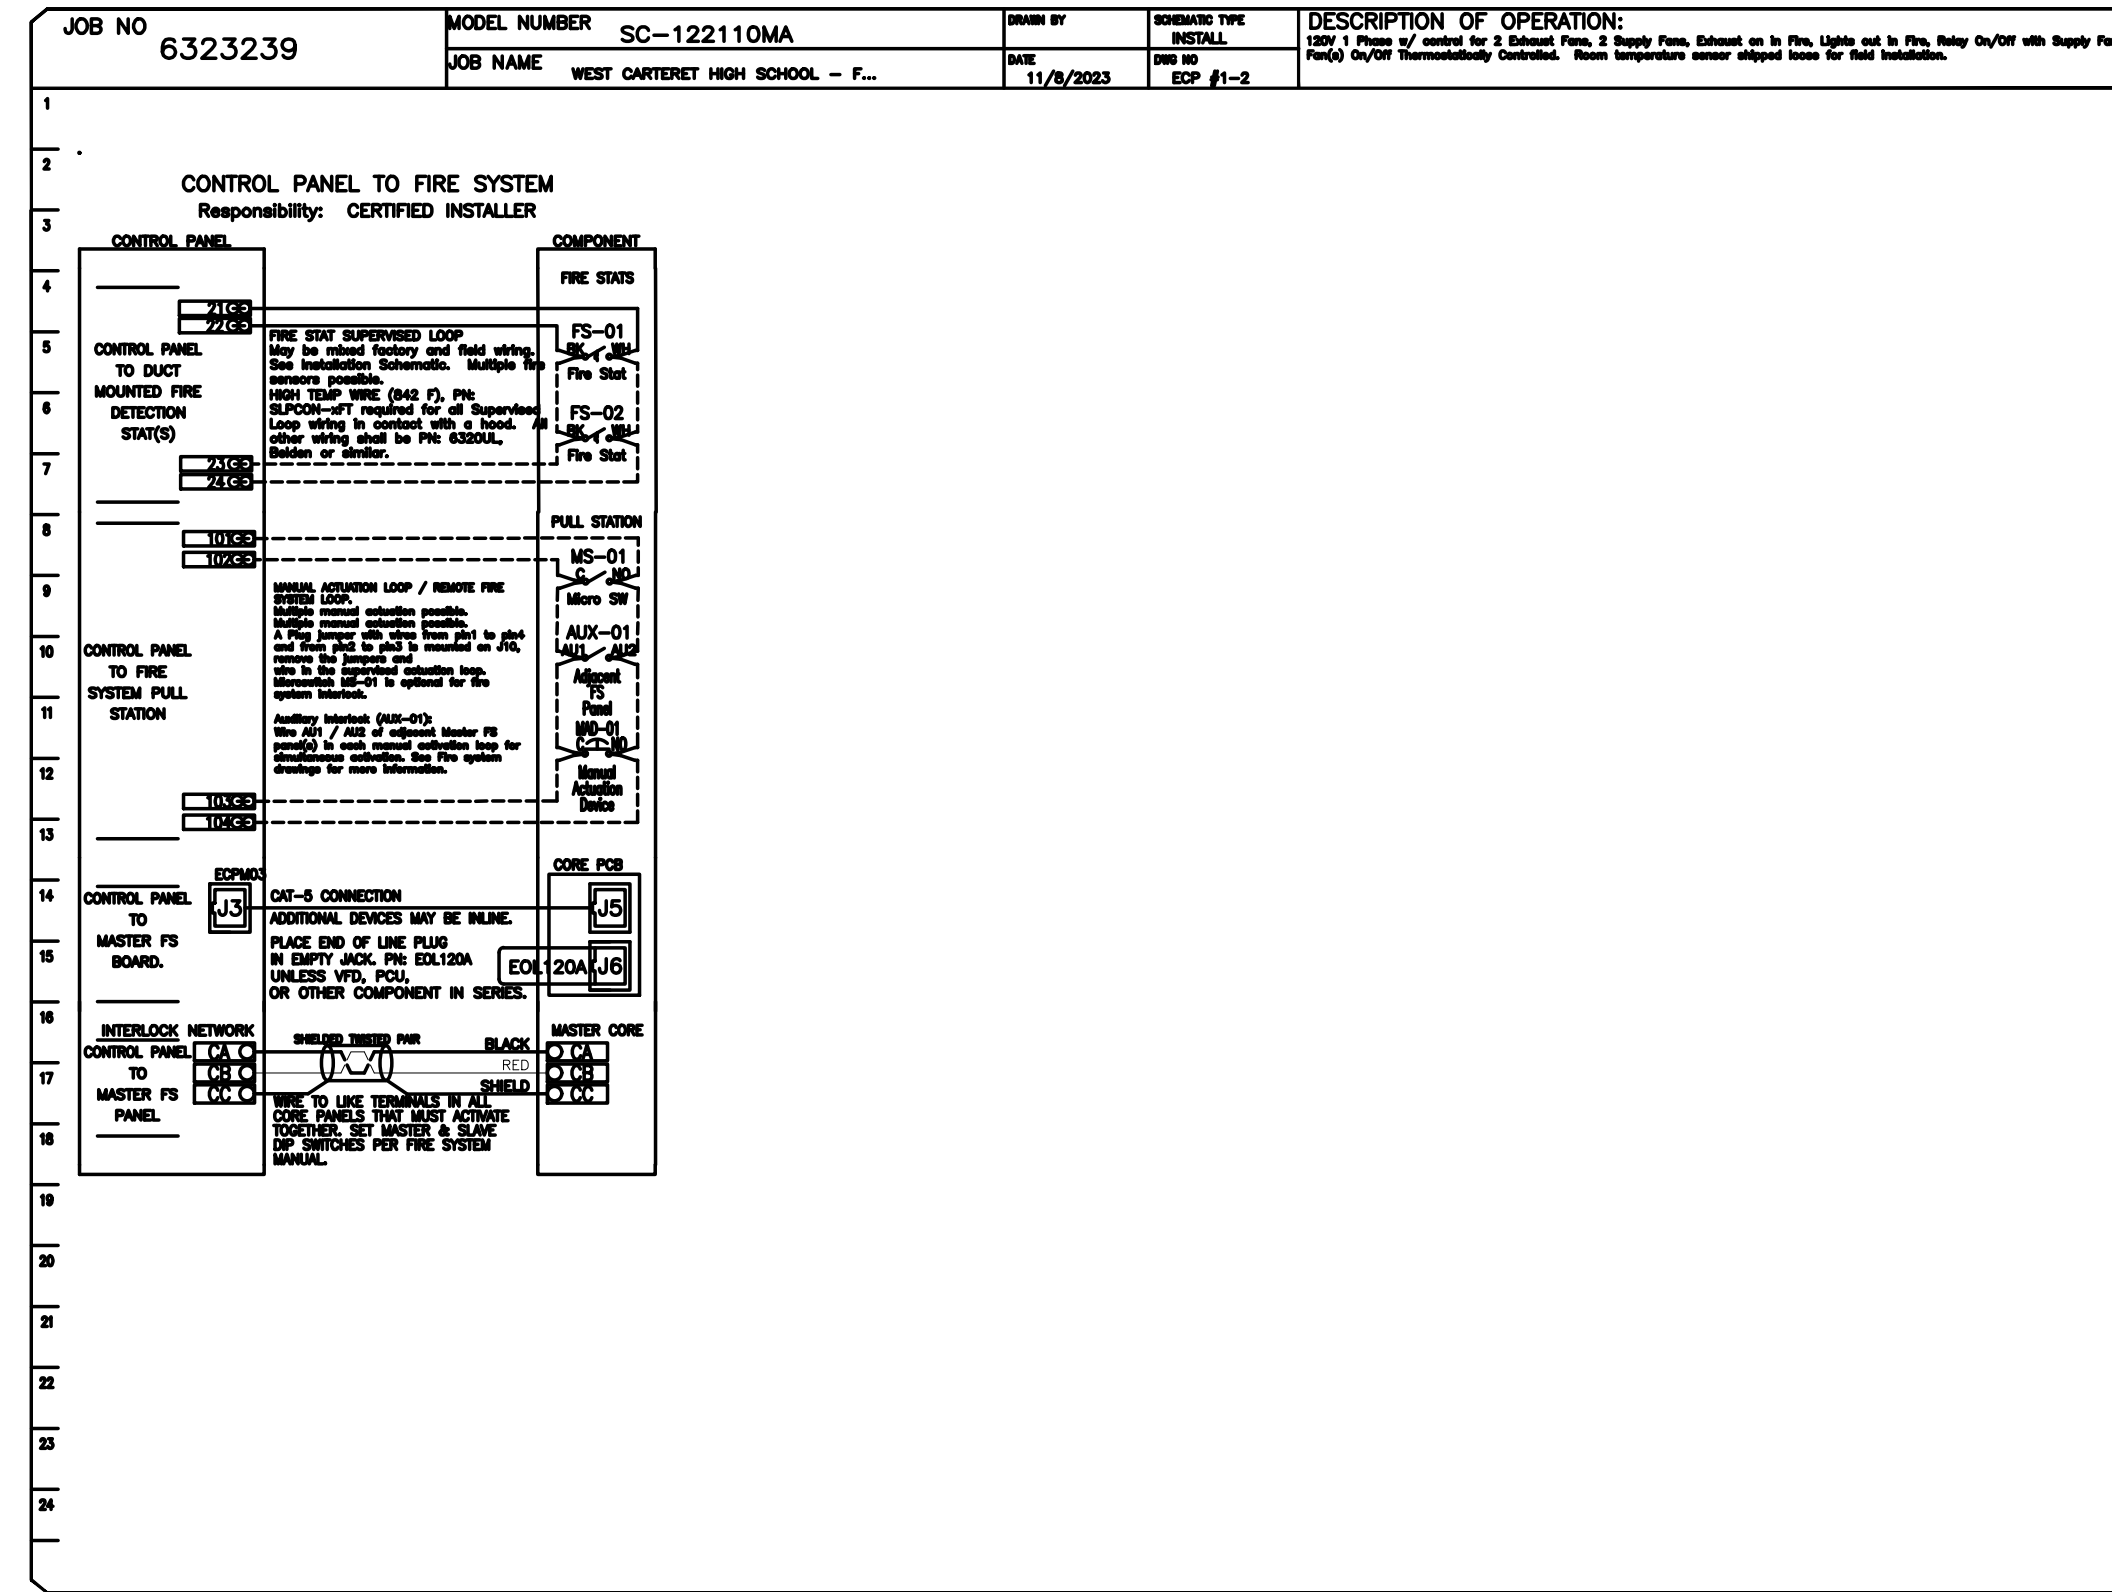 JOB NO
6323239
MODEL NUMBER
SC-122110MA
JOB NAME
WEST CARTERET HIGH SCHOOL - F...
DRAWN BY
DATE
11/8/2023
SCHEMATIC TYPE
INSTALL
DWG NO
ECP #1-2
DESCRIPTION OF OPERATION:
120V 1 Phase w/ control for 2 Exhaust Fans, 2 Supply Fans, Exhaust on in Fire, Lights out in Fire, Relay On/Off with Supply Fa
Fan(s) On/Off Thermostatically Controlled. Room temperature sensor shipped loose for field installation.
1
2
3
4
5
6
7
8
9
10
11
12
13
14
15
16
17
18
19
20
21
22
23
24
CONTROL PANEL TO FIRE SYSTEM
Responsibility: CERTIFIED INSTALLER
CONTROL PANEL
COMPONENT
CONTROL PANEL
TO DUCT
MOUNTED FIRE
DETECTION
STAT(S)
21
22
23
24
FIRE STAT SUPERVISED LOOP
May be mixed factory and field wiring.
See Installation Schematic. Multiple fire
sensors possible.
HIGH TEMP WIRE (842 F), PN:
SLPCON-xFT required for all Supervised
Loop wiring in contact with a hood. All
other wiring shall be PN: 6320UL,
Belden or similar.
FIRE STATS
FS-01
BK WH
Fire Stat
FS-02
BK WH
Fire Stat
CONTROL PANEL
TO FIRE
SYSTEM PULL
STATION
101
102
103
104
MANUAL ACTUATION LOOP / REMOTE FIRE
SYSTEM LOOP.
Multiple manual actuation possible.
Multiple manual actuation possible.
A Plug jumper with wires from pin1 to pin4
and from pin2 to pin3 is mounted on J10,
remove the jumpers and
wire in the supervised actuation loop.
Microswitch MS-01 is optional for fire
system interlock.
Auxiliary Interlock (AUX-01):
Wire AU1 / AU2 of adjacent Master FS
panel(s) in each manual activation loop for
simultaneous activation. See Fire system
drawings for more information.
PULL STATION
MS-01
C NO
Micro SW
AUX-01
AU1 AU2
Adjacent
FS
Panel
MAD-01
C NO
Manual
Actuation
Device
CONTROL PANEL
TO
MASTER FS
BOARD.
ECPM03
J3
CAT-5 CONNECTION
ADDITIONAL DEVICES MAY BE INLINE.
PLACE END OF LINE PLUG
IN EMPTY JACK. PN: EOL120A
UNLESS VFD, PCU,
OR OTHER COMPONENT IN SERIES.
CORE PCB
J5
EOL120A J6
INTERLOCK NETWORK
CONTROL PANEL
TO
MASTER FS
PANEL
CA
CB
CC
SHIELDED TWISTED PAIR
BLACK
RED
SHIELD
MASTER CORE
CA
CB
CC
WIRE TO LIKE TERMINALS IN ALL
CORE PANELS THAT MUST ACTIVATE
TOGETHER. SET MASTER & SLAVE
DIP SWITCHES PER FIRE SYSTEM
MANUAL.